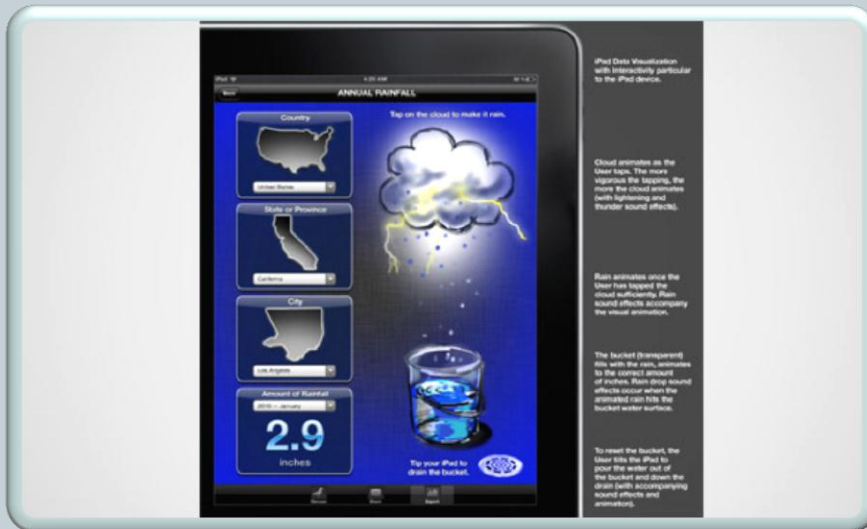 iPad
4:20 AM
Back
ANNUAL RAINFALL
Country
United States
State or Province
California
City
Los Angeles
Amount of Rainfall
2010 — January
2.9
inches
Tap on the cloud to make it rain.
Tip your iPad to
drain the bucket.
Search
iPad Data Visualization
with interactivity particular
to the iPad device.
Cloud animates as the
User taps. The more
vigorous the tapping, the
more the cloud animates
(with lightening and
thunder sound effects).
Rain animates once the
User has tapped the
cloud sufficiently. Rain
sound effects accompany
the visual animation.
The bucket (transparent)
fills with the rain, animates
to the correct amount
of inches. Rain drop sound
effects occur when the
animated rain hits the
bucket water surface.
To reset the bucket, the
User tilts the iPad to
pour the water out of
the bucket and down the
drain (with accompanying
sound effects and
animation).